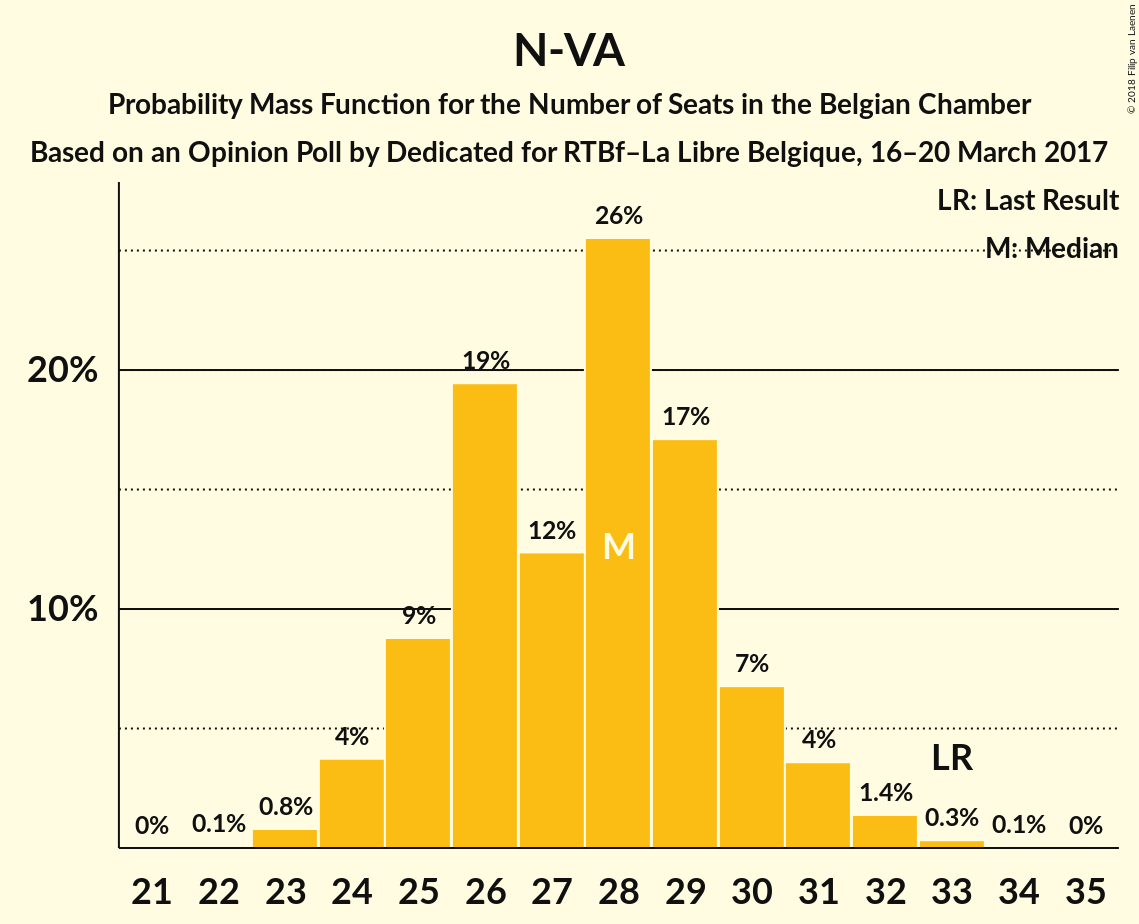 N-VA
Probability Mass Function for the Number of Seats in the Belgian Chamber
Based on an Opinion Poll by Dedicated for RTBf–La Libre Belgique, 16–20 March 2017
© 2018 Filip van Laenen
LR: Last Result
M: Median
20%
10%
0%
0.1%
0.8%
4%
9%
19%
12%
26%
M
17%
7%
4%
1.4%
LR
0.3%
0.1%
0%
21 22 23 24 25 26 27 28 29 30 31 32 33 34 35